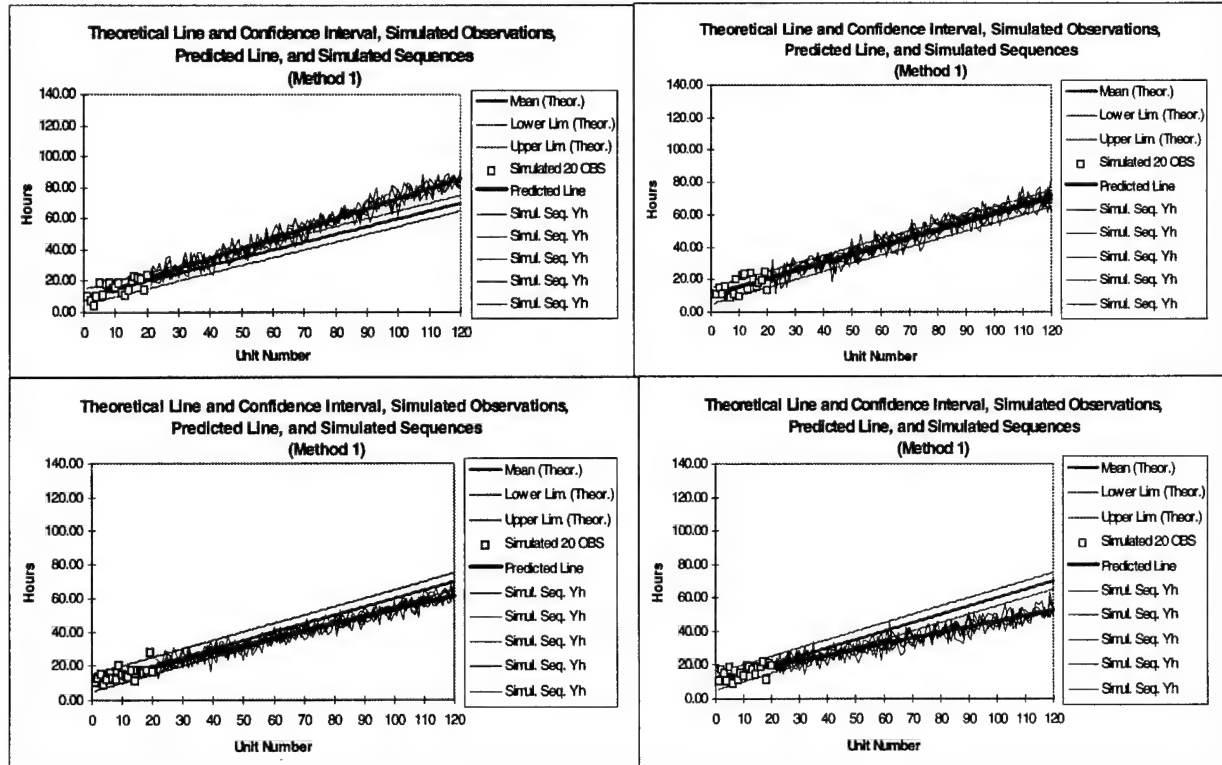 Theoretical Line and Confidence Interval, Simulated Observations,
Predicted Line, and Simulated Sequences
(Method 1)
140.00
120.00
100.00
80.00
60.00
40.00
20.00
0.00
Hours
0 10 20 30 40 50 60 70 80 90 100 110 120
Unit Number
Mean (Theor.)
Lower Lim. (Theor.)
Upper Lim. (Theor.)
Simulated 20 OBS
Predicted Line
Simul. Seq. Yh
Simul. Seq. Yh
Simul. Seq. Yh
Simul. Seq. Yh
Simul. Seq. Yh
Theoretical Line and Confidence Interval, Simulated Observations,
Predicted Line, and Simulated Sequences
(Method 1)
140.00
120.00
100.00
80.00
60.00
40.00
20.00
0.00
Hours
0 10 20 30 40 50 60 70 80 90 100 110 120
Unit Number
Mean (Theor.)
Lower Lim. (Theor.)
Upper Lim. (Theor.)
Simulated 20 OBS
Predicted Line
Simul. Seq. Yh
Simul. Seq. Yh
Simul. Seq. Yh
Simul. Seq. Yh
Simul. Seq. Yh
Theoretical Line and Confidence Interval, Simulated Observations,
Predicted Line, and Simulated Sequences
(Method 1)
140.00
120.00
100.00
80.00
60.00
40.00
20.00
0.00
Hours
0 10 20 30 40 50 60 70 80 90 100 110 120
Unit Number
Mean (Theor.)
Lower Lim. (Theor.)
Upper Lim. (Theor.)
Simulated 20 OBS
Predicted Line
Simul. Seq. Yh
Simul. Seq. Yh
Simul. Seq. Yh
Simul. Seq. Yh
Simul. Seq. Yh
Theoretical Line and Confidence Interval, Simulated Observations,
Predicted Line, and Simulated Sequences
(Method 1)
140.00
120.00
100.00
80.00
60.00
40.00
20.00
0.00
Hours
0 10 20 30 40 50 60 70 80 90 100 110 120
Unit Number
Mean (Theor.)
Lower Lim. (Theor.)
Upper Lim. (Theor.)
Simulated 20 OBS
Predicted Line
Simul. Seq. Yh
Simul. Seq. Yh
Simul. Seq. Yh
Simul. Seq. Yh
Simul. Seq. Yh